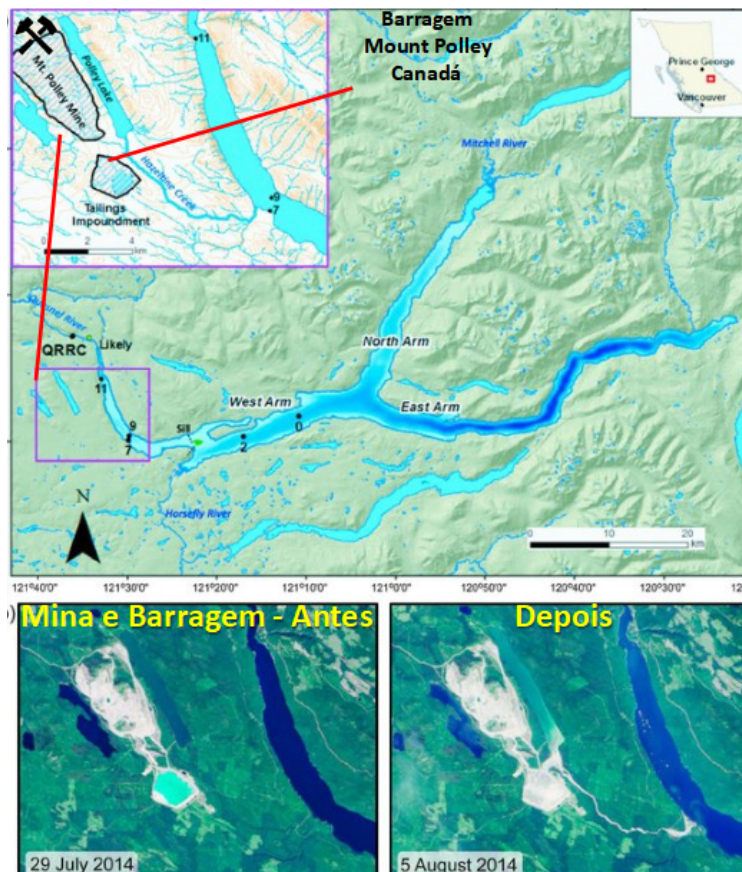 Barragem
Mount Polley
Canadá
Prince George
Vancouver
11
Polley Lake
Mt. Polley Mine
Hazeltine Creek
9
7
Tailings
Impoundment
0 2 4
km
Mitchell River
Quesnel River
Likely
QRRC
11
North Arm
West Arm
East Arm
9
7
Sill
0
2
N
Horsefly River
0 10 20
km
121°40'0" 121°30'0" 121°20'0" 121°10'0" 121°0'0" 120°50'0" 120°40'0" 120°30'0"
Mina e Barragem - Antes
Depois
29 July 2014
5 August 2014